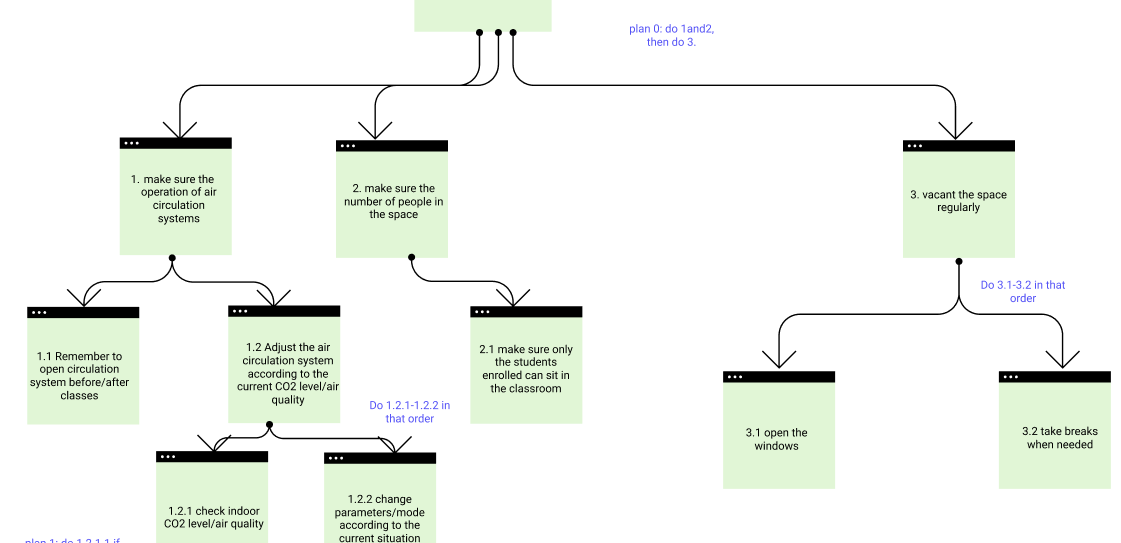 plan 0: do 1and2,
then do 3.
1. make sure the
operation of air
circulation
systems
2. make sure the
number of people in
the space
3. vacant the space
regularly
Do 3.1-3.2 in that
order
1.1 Remember to
open circulation
system before/after
classes
1.2 Adjust the air
circulation system
according to the
current CO2 level/air
quality
2.1 make sure only
the students
enrolled can sit in
the classroom
Do 1.2.1-1.2.2 in
that order
3.1 open the
windows
3.2 take breaks
when needed
1.2.1 check indoor
CO2 level/air quality
1.2.2 change
parameters/mode
according to the
current situation
plan 1: do 1.2.1.1 if